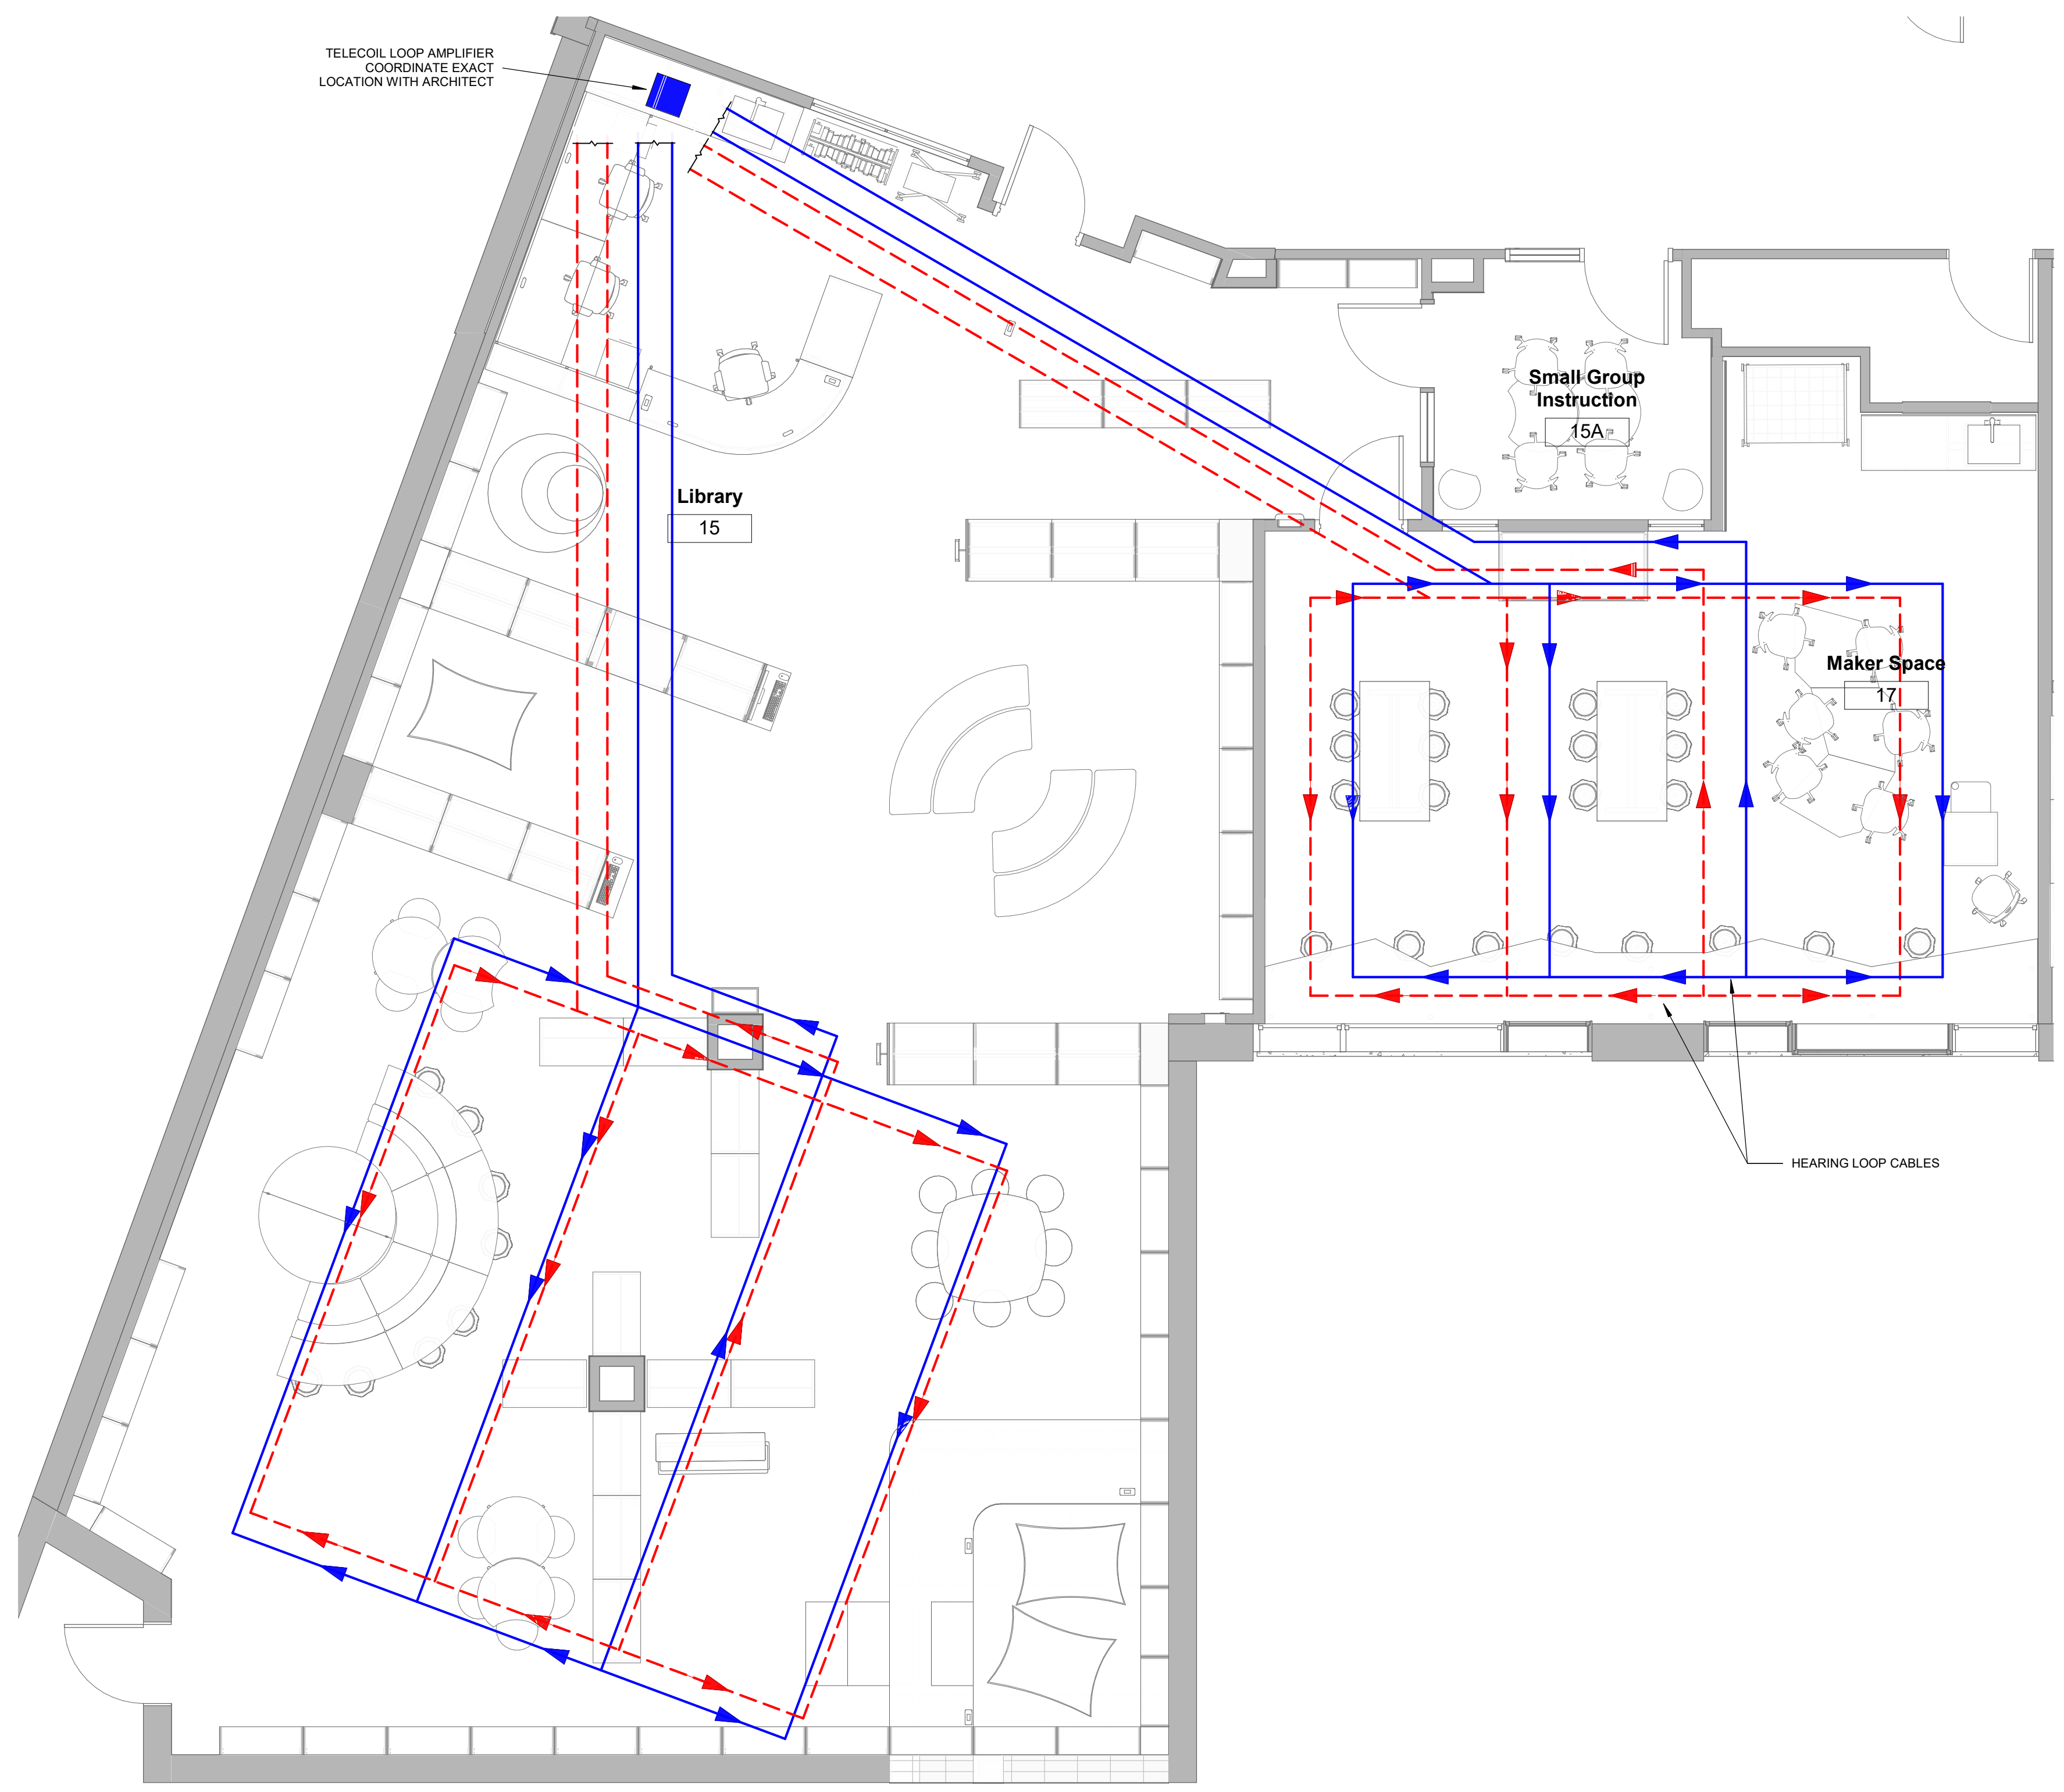 TELECOIL LOOP AMPLIFIER
COORDINATE EXACT
LOCATION WITH ARCHITECT
Small Group
Instruction
15A
Library
15
Maker Space
17
HEARING LOOP CABLES